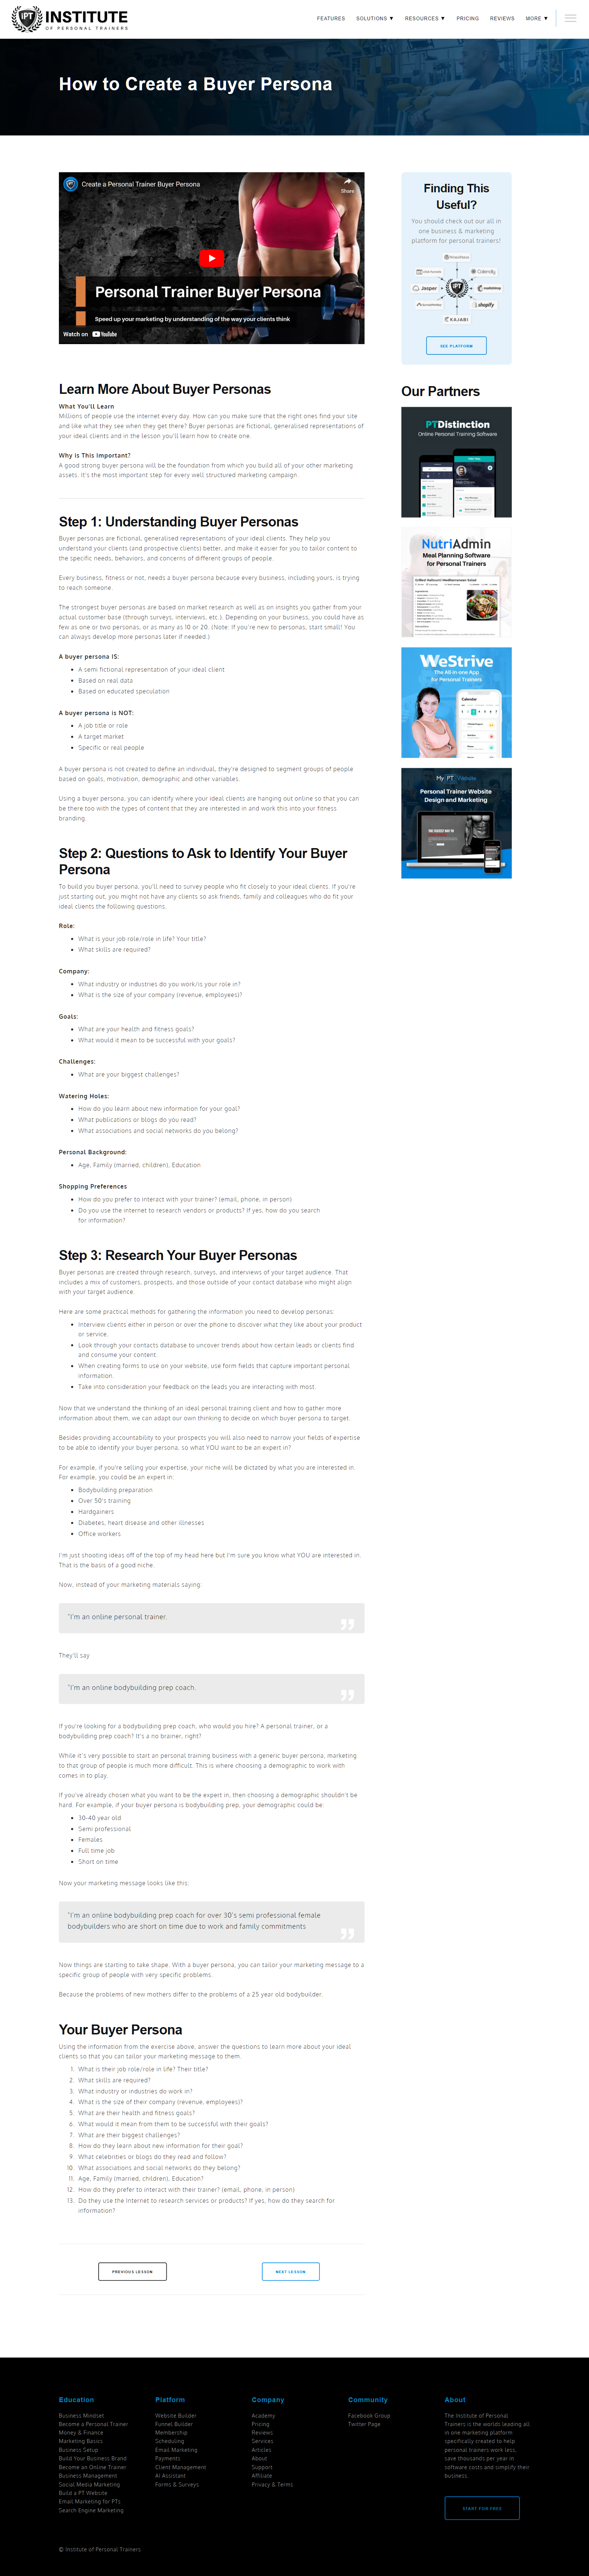 IPT
INSTITUTE
OF PERSONAL TRAINERS
FEATURES
SOLUTIONS ▼
RESOURCES ▼
PRICING
REVIEWS
MORE ▼
How to Create a Buyer Persona
Create a Personal Trainer Buyer Persona
Share
Personal Trainer Buyer Persona
Speed up your marketing by understanding of the way your clients think
Watch on YouTube
Learn More About Buyer Personas
What You'll Learn
Millions of people use the internet every day. How can you make sure that the right ones find your site
and like what they see when they get there? Buyer personas are fictional, generalised representations of
your ideal clients and in the lesson you'll learn how to create one.
Why is This Important?
A good strong buyer persona will be the foundation from which you build all of your other marketing
assets. It's the most important step for every well structured marketing campaign.
Step 1: Understanding Buyer Personas
Buyer personas are fictional, generalised representations of your ideal clients. They help you
understand your clients (and prospective clients) better, and make it easier for you to tailor content to
the specific needs, behaviors, and concerns of different groups of people.
Every business, fitness or not, needs a buyer persona because every business, including yours, is trying
to reach someone.
The strongest buyer personas are based on market research as well as on insights you gather from your
actual customer base (through surveys, interviews, etc.). Depending on your business, you could have as
few as one or two personas, or as many as 10 or 20. (Note: If you're new to personas, start small! You
can always develop more personas later if needed.).
A buyer persona IS:
A semi fictional representation of your ideal client
Based on real data
Based on educated speculation
A buyer persona is NOT:
A job title or role
A target market
Specific or real people
A buyer persona is not created to define an individual, they're designed to segment groups of people
based on goals, motivation, demographic and other variables.
Using a buyer persona, you can identify where your ideal clients are hanging out online so that you can
be there too with the types of content that they are interested in and work this into your fitness
branding.
Step 2: Questions to Ask to Identify Your Buyer
Persona
To build you buyer persona, you'll need to survey people who fit closely to your ideal clients. If you're
just starting out, you might not have any clients so ask friends, family and colleagues who do fit your
ideal clients the following questions.
Role:
What is your job role/role in life? Your title?
What skills are required?
Company:
What industry or industries do you work/is your role in?
What is the size of your company (revenue, employees)?
Goals:
What are your health and fitness goals?
What would it mean to be successful with your goals?
Challenges:
What are your biggest challenges?
Watering Holes:
How do you learn about new information for your goal?
What publications or blogs do you read?
What associations and social networks do you belong?
Personal Background:
Age, Family (married, children), Education
Shopping Preferences
How do you prefer to interact with your trainer? (email, phone, in person)
Do you use the internet to research vendors or products? If yes, how do you search
for information?
Step 3: Research Your Buyer Personas
Buyer personas are created through research, surveys, and interviews of your target audience. That
includes a mix of customers, prospects, and those outside of your contact database who might align
with your target audience.
Here are some practical methods for gathering the information you need to develop personas:
Interview clients either in person or over the phone to discover what they like about your product
or service.
Look through your contacts database to uncover trends about how certain leads or clients find
and consume your content.
When creating forms to use on your website, use form fields that capture important personal
information.
Take into consideration your feedback on the leads you are interacting with most.
Now that we understand the thinking of an ideal personal training client and how to gather more
information about them, we can adapt our own thinking to decide on which buyer persona to target.
Besides providing accountability to your prospects you will also need to narrow your fields of expertise
to be able to identify your buyer persona, so what YOU want to be an expert in?
For example, if you're selling your expertise, your niche will be dictated by what you are interested in.
For example, you could be an expert in:
Bodybuilding preparation
Over 50's training
Hardgainers
Diabetes, heart disease and other illnesses
Office workers
I'm just shooting ideas off of the top of my head here but I'm sure you know what YOU are interested in.
That is the basis of a good niche.
Now, instead of your marketing materials saying:
"I'm an online personal trainer.
They'll say
"I'm an online bodybuilding prep coach.
If you're looking for a bodybuilding prep coach, who would you hire? A personal trainer, or a
bodybuilding prep coach? It's a no brainer, right?
While it's very possible to start an personal training business with a generic buyer persona, marketing
to that group of people is much more difficult. This is where choosing a demographic to work with
comes in to play.
If you've already chosen what you want to be the expert in, then choosing a demographic shouldn't be
hard. For example, if your buyer persona is bodybuilding prep, your demographic could be:
30-40 year old
Semi professional
Females
Full time job
Short on time
Now your marketing message looks like this:
"I'm an online bodybuilding prep coach for over 30's semi professional female
bodybuilders who are short on time due to work and family commitments
Now things are starting to take shape. With a buyer persona, you can tailor your marketing message to a
specific group of people with very specific problems.
Because the problems of new mothers differ to the problems of a 25 year old bodybuilder.
Your Buyer Persona
Using the information from the exercise above, answer the questions to learn more about your ideal
clients so that you can tailor your marketing message to them.
1. What is their job role/role in life? Their title?
2. What skills are required?
3. What industry or industries do work in?
4. What is the size of their company (revenue, employees)?
5. What are their health and fitness goals?
6. What would it mean from them to be successful with their goals?
7. What are their biggest challenges?
8. How do they learn about new information for their goal?
9. What celebrities or blogs do they read and follow?
10. What associations and social networks do they belong?
11. Age, Family (married, children), Education?
12. How do they prefer to interact with their trainer? (email, phone, in person)
13. Do they use the Internet to research services or products? If yes, how do they search for
information?
PREVIOUS LESSON
NEXT LESSON
Finding This
Useful?
You should check out our all in
one business & marketing
platform for personal trainers!
Calendly
Jasper
IPT
mailchimp
shopify
KAJABI
SEE PLATFORM
Our Partners
PTDistinction
Online Personal Training Software
NutriAdmin
Meal Planning Software
for Personal Trainers
WeStrive
The All-in-One App
for Personal Trainers
Calendar
My PT Website
Personal Trainer Website
Design and Marketing
Education
Business Mindset
Become a Personal Trainer
Money & Finance
Marketing Basics
Business Setup
Build Your Business Brand
Become an Online Trainer
Business Management
Social Media Marketing
Build a PT Website
Email Marketing for PTs
Search Engine Marketing
Platform
Website Builder
Funnel Builder
Membership
Scheduling
Email Marketing
Payments
Client Management
AI Assistant
Forms & Surveys
Company
Academy
Pricing
Reviews
Services
Articles
About
Support
Affiliate
Privacy & Terms
Community
Facebook Group
Twitter Page
About
The Institute of Personal
Trainers is the worlds leading all
in one marketing platform
specifically created to help
personal trainers work less,
save thousands per year in
software costs and simplify their
business.
START FOR FREE
© Institute of Personal Trainers